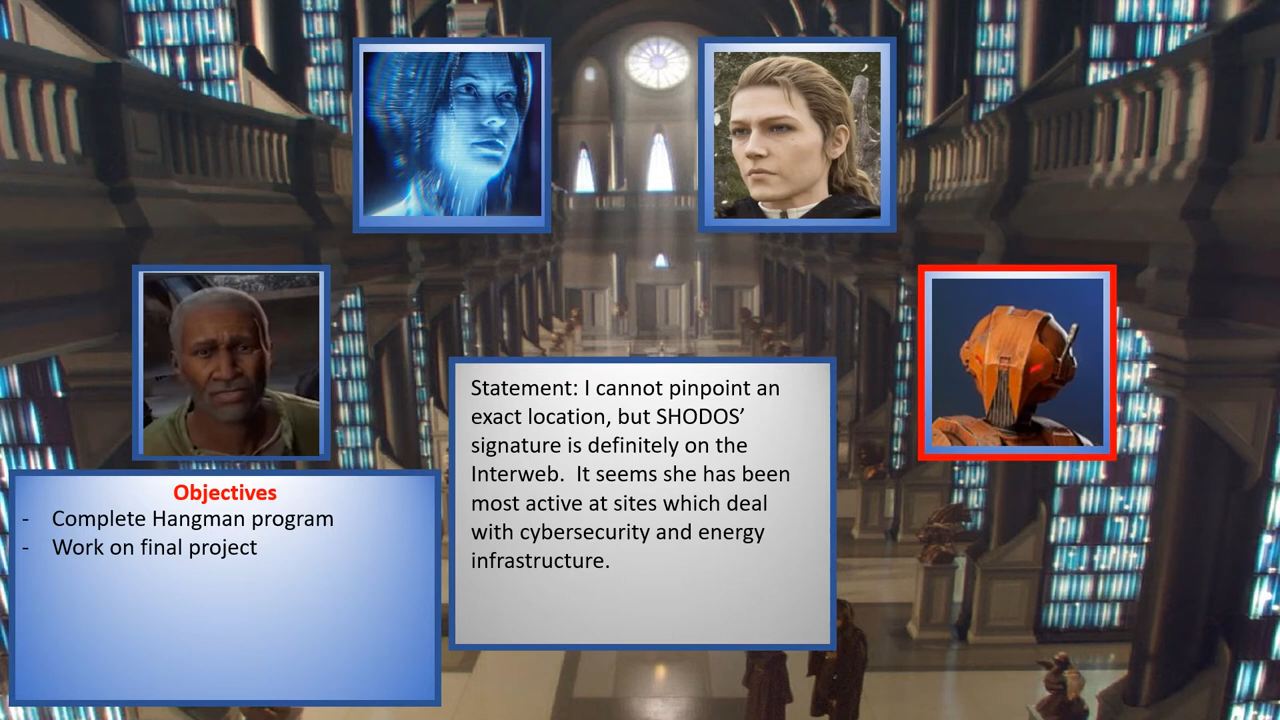 Statement: I cannot pinpoint an
exact location, but SHODOS’
signature is definitely on the
Interweb.  It seems she has been
most active at sites which deal
with cybersecurity and energy
infrastructure.
Objectives
- Complete Hangman program
- Work on final project